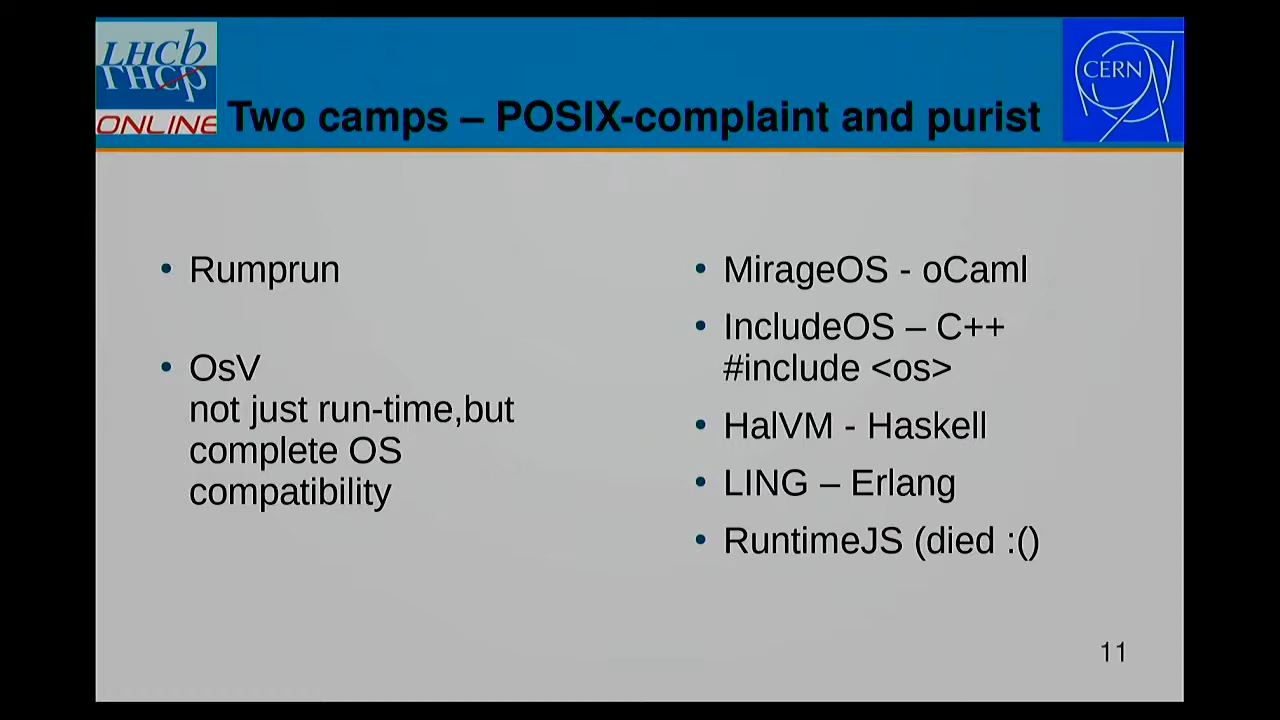 LHCb
LHCb
ONLINE
CERN
Two camps – POSIX-complaint and purist
• Rumprun
• OsV
not just run-time,but
complete OS
compatibility
• MirageOS - oCaml
• IncludeOS – C++
#include <os>
• HalVM - Haskell
• LING – Erlang
• RuntimeJS (died :()
11